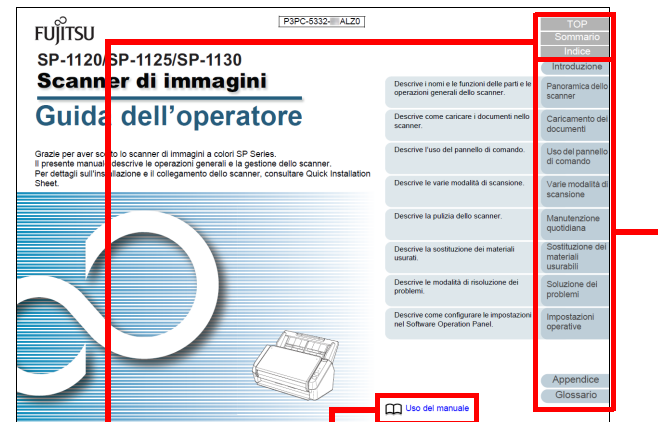 FUJITSU
P3PC-5332- ALZ0
TOP
Sommario
Indice
SP-1120/SP-1125/SP-1130
Scanner di immagini
Guida dell'operatore
Grazie per aver scelto lo scanner di immagini a colori SP Series.
Il presente manuale descrive le operazioni generali e la gestione dello scanner.
Per dettagli sull'installazione e il collegamento dello scanner, consultare Quick Installation
Sheet.
Introduzione
Descrive i nomi e le funzioni delle parti e le
operazioni generali dello scanner.
Panoramica dello
scanner
Descrive come caricare i documenti nello
scanner.
Caricamento dei
documenti
Descrive l'uso del pannello di comando.
Uso del pannello
di comando
Descrive le varie modalità di scansione.
Varie modalità di
scansione
Descrive la pulizia dello scanner.
Manutenzione
quotidiana
Descrive la sostituzione dei materiali
usurati.
Sostituzione dei
materiali
usurabili
Descrive le modalità di risoluzione dei
problemi.
Soluzione dei
problemi
Descrive come configurare le impostazioni
nel Software Operation Panel.
Impostazioni
operative
Appendice
Glossario
Uso del manuale